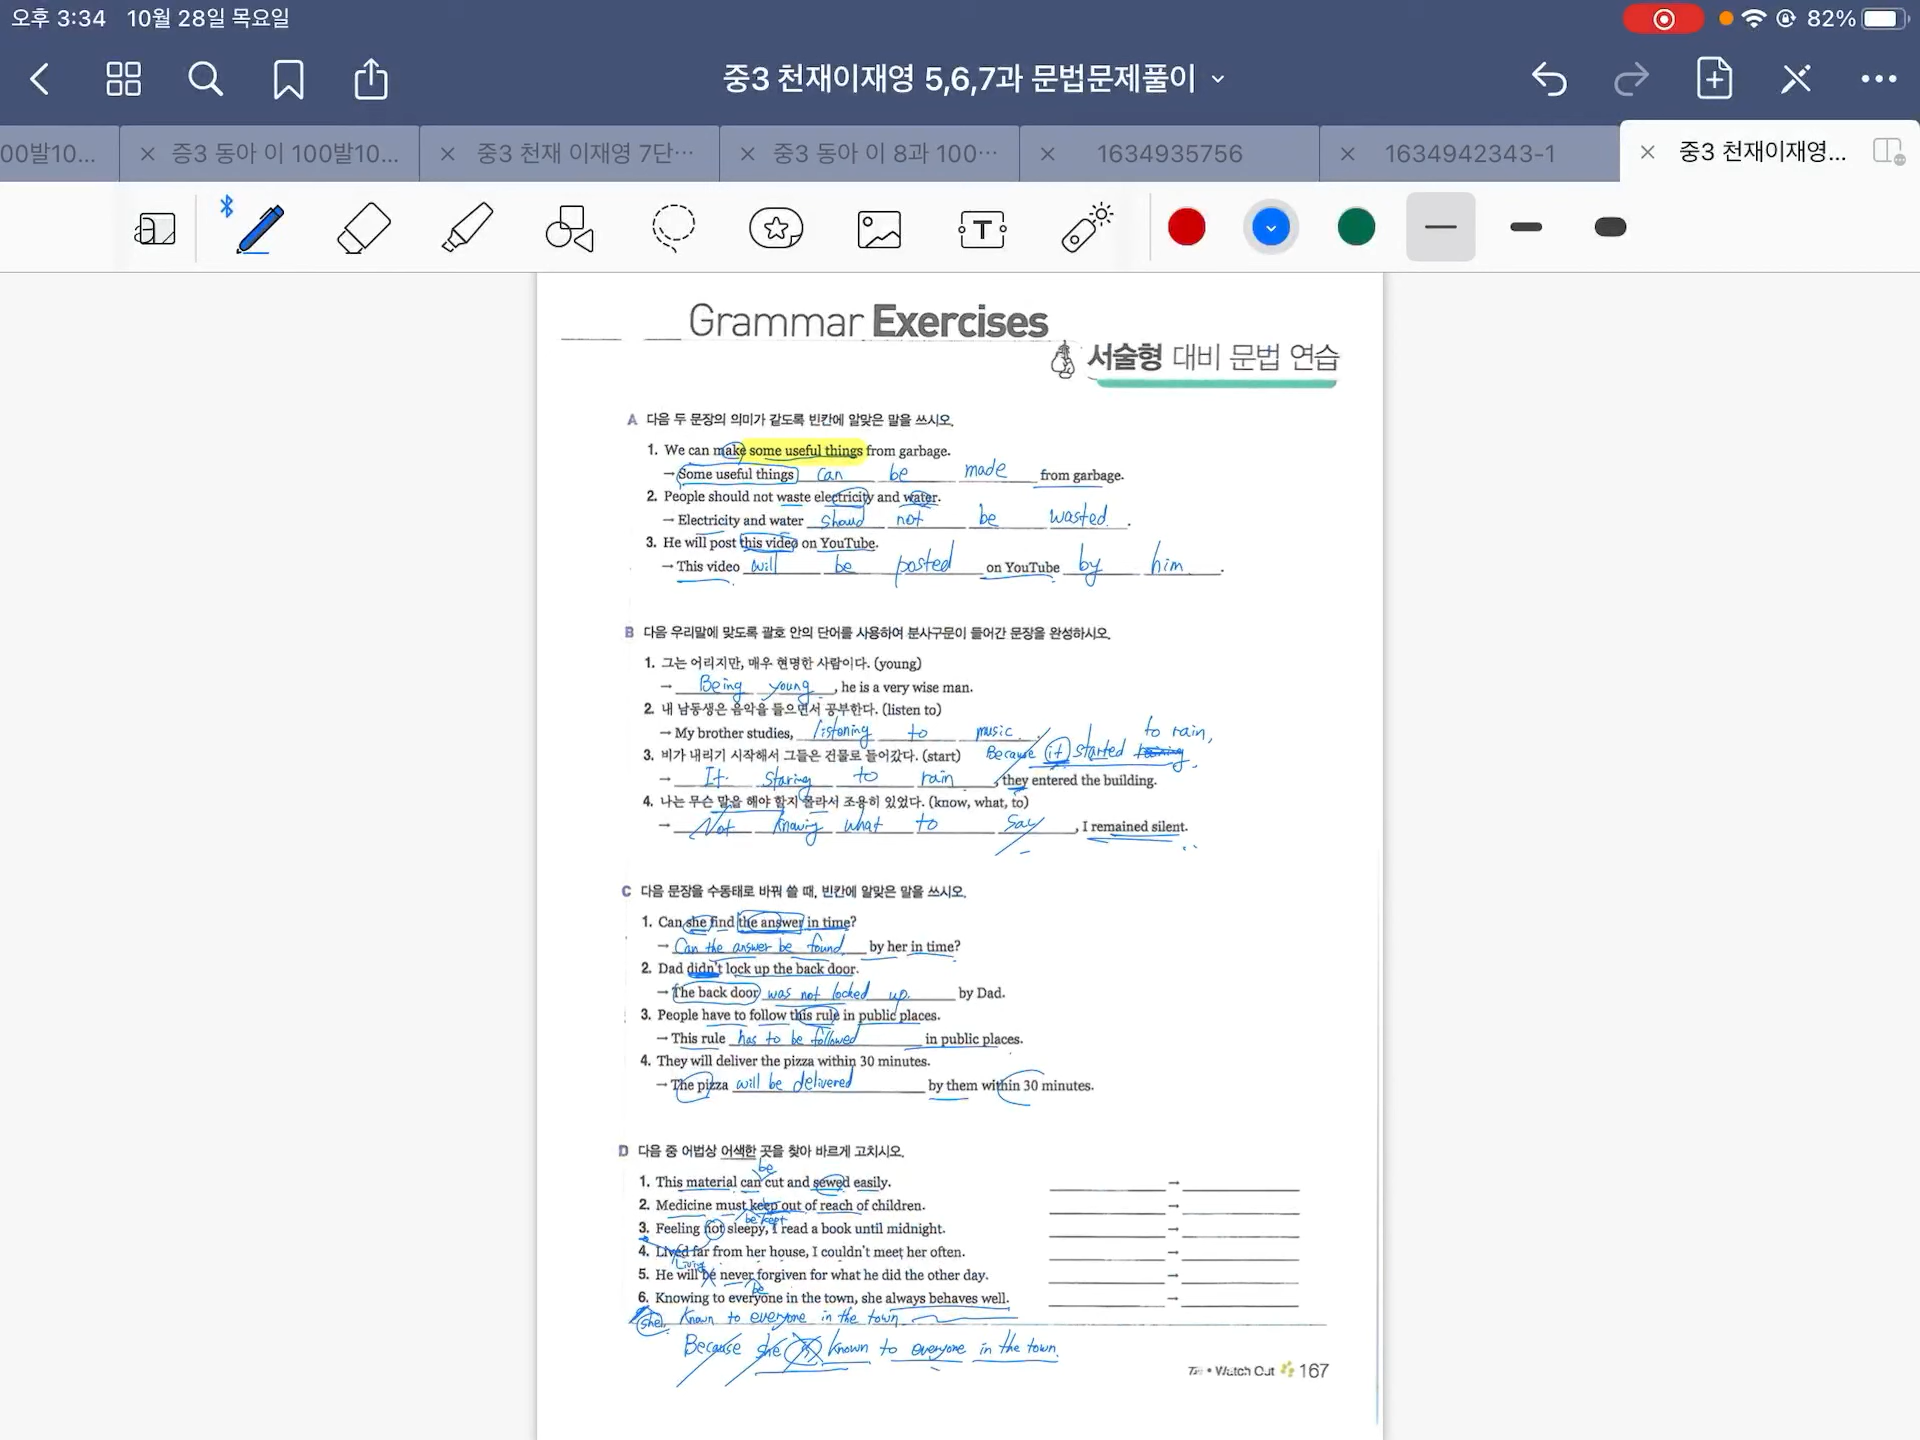 오후 3:34 10월 28일 목요일 82%
중3 천재이재영 5,6,7과 문법문제풀이
00발10... 증3 동아 이 100발10... 중3 천재 이재영 7단... 중3 동아 이 8과 100... 1634935756 1634942343-1 중3 천재이재영...
Grammar Exercises
서술형 대비 문법 연습
A 다음 두 문장의 의미가 같도록 빈칸에 알맞은 말을 쓰시오.
1. We can make some useful things from garbage.
→ Some useful things can be made from garbage.
2. People should not waste electricity and water.
→ Electricity and water should not be wasted.
3. He will post this video on YouTube.
→ This video will be posted on YouTube by him.
B 다음 우리말에 맞도록 괄호 안의 단어를 사용하여 분사구문이 들어간 문장을 완성하시오.
1. 그는 어리지만, 매우 현명한 사람이다. (young)
→ Being young, he is a very wise man.
2. 내 남동생은 음악을 들으면서 공부한다. (listen to)
→ My brother studies, listening to music.
to rain,
3. 비가 내리기 시작해서 그들은 건물로 들어갔다. (start) Because it started
→ It staring to rain, they entered the building.
4. 나는 무슨 말을 해야 할지 몰라서 조용히 있었다. (know, what, to)
→ Not knowing what to say, I remained silent.
C 다음 문장을 수동태로 바꿔 쓸 때, 빈칸에 알맞은 말을 쓰시오.
1. Can she find the answer in time?
→ Can the answer be found by her in time?
2. Dad didn't lock up the back door.
→ The back door was not locked up by Dad.
3. People have to follow this rule in public places.
→ This rule has to be followed in public places.
4. They will deliver the pizza within 30 minutes.
→ The pizza will be delivered by them within 30 minutes.
D 다음 중 어법상 어색한 곳을 찾아 바르게 고치시오.
be
1. This material can cut and sewed easily. →
2. Medicine must keep out of reach of children. →
be kept
3. Feeling not sleepy, I read a book until midnight. →
4. Lived far from her house, I couldn't meet her often. →
Living
5. He will be never forgiven for what he did the other day. →
be
6. Knowing to everyone in the town, she always behaves well. →
she Known to everyone in the town
Because she is known to everyone in the town.
Watch Out 167